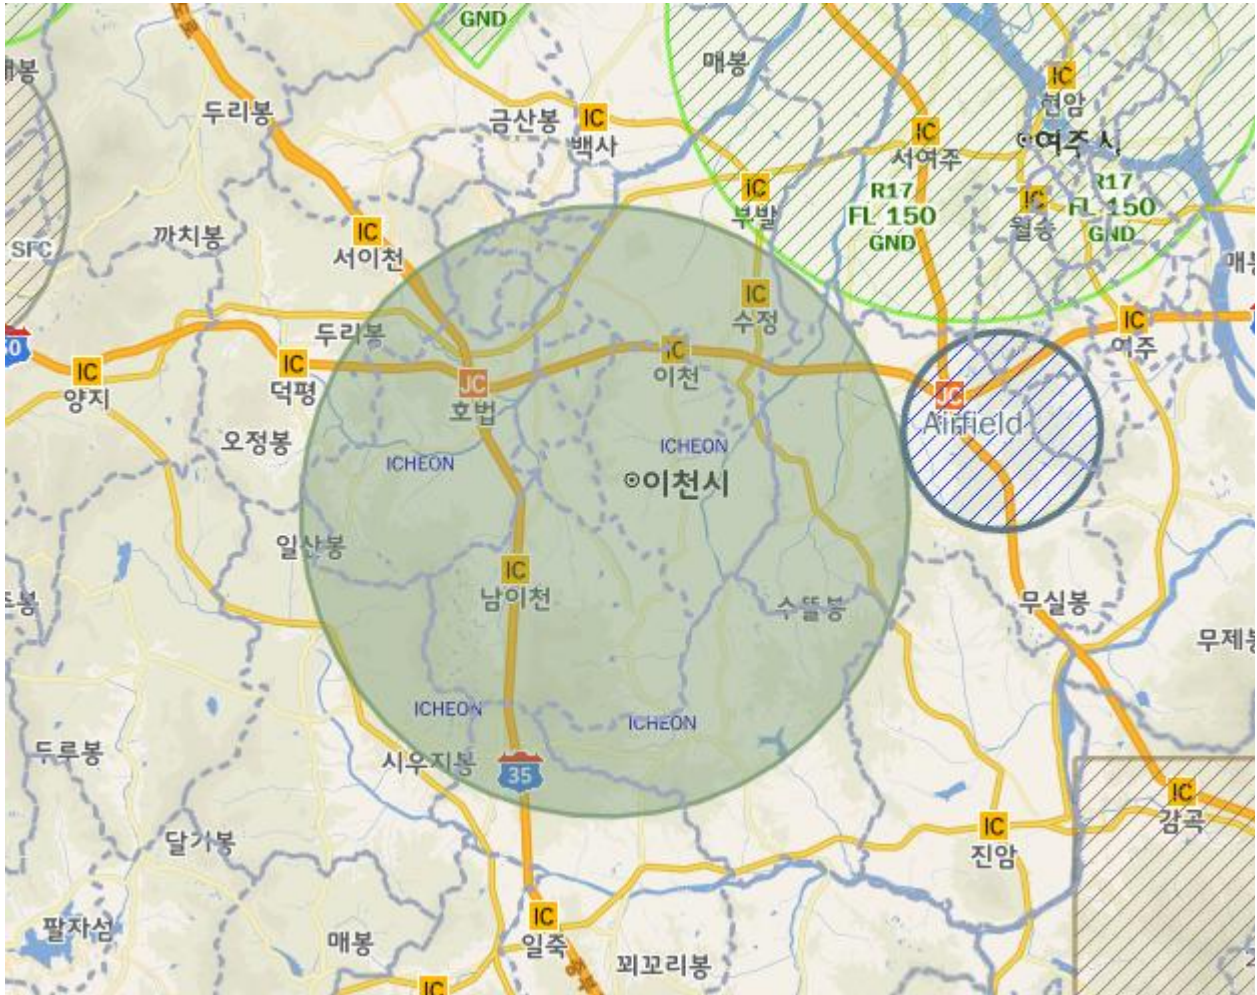 GND
매봉
IC
현암
두리봉
금산봉
IC
백사
IC
서여주
여주시
R17
FL 150
GND
R17
FL 150
GND
IC
부발
IC
월송
까치봉
IC
서이천
SFC
IC
수정
두리봉
IC
여주
IC
양지
IC
덕평
JC
호법
IC
이천
JC
Airfield
오정봉
ICHEON
ICHEON
이천시
일산봉
IC
남이천
수뜰봉
무실봉
ICHEON
ICHEON
두루봉
시우지봉
35
IC
감곡
IC
진암
달기봉
팔자섬
매봉
IC
일죽
꾀꼬리봉
IC